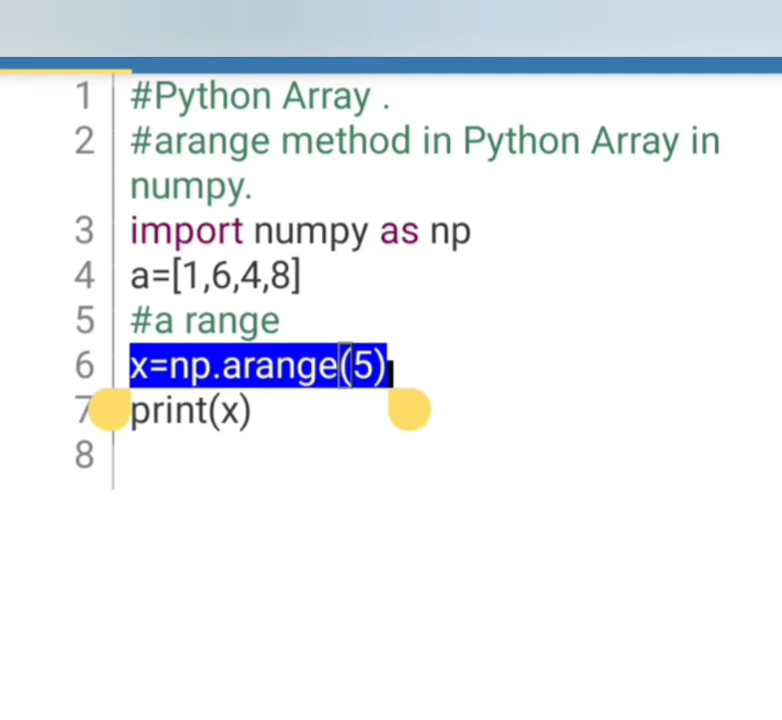 1 #Python Array .
2 #arange method in Python Array in
numpy.
3 import numpy as np
4 a=[1,6,4,8]
5 #a range
6 x=np.arange(5)
7 print(x)
8